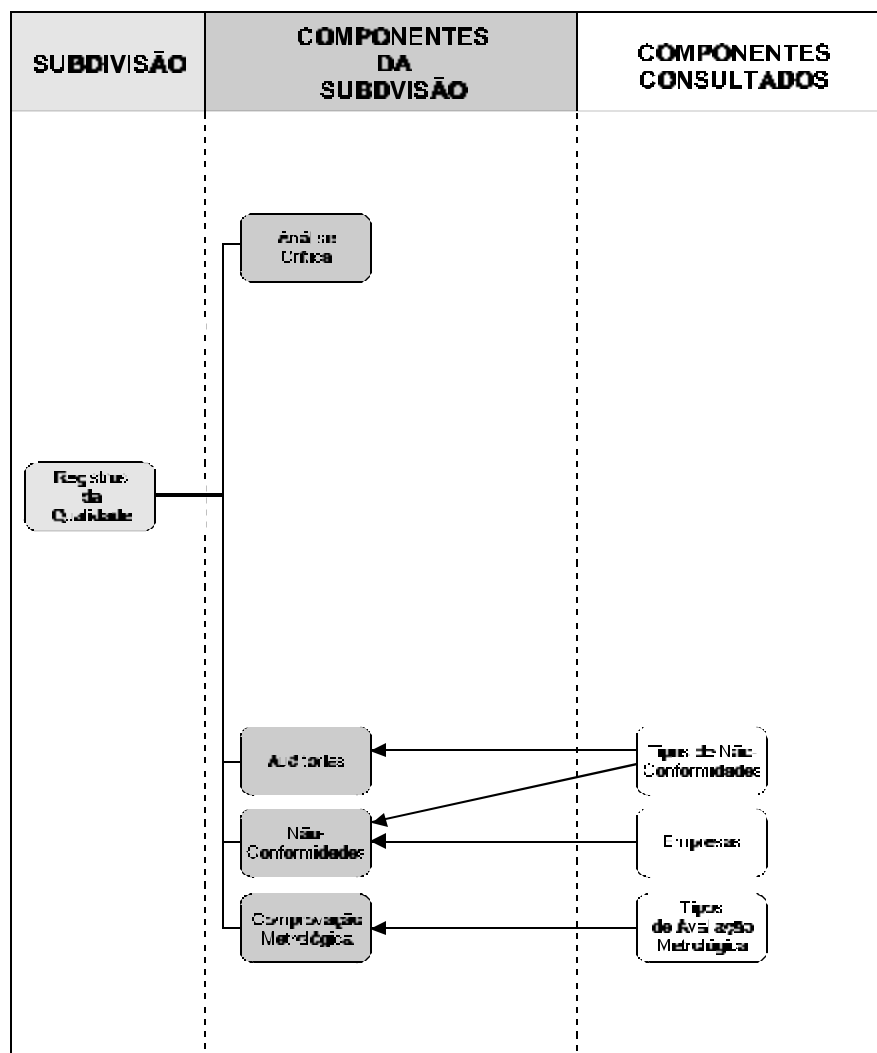 SUBDIVISÃO
COMPONENTES
DA
SUBDVISÃO
COMPONENTES
CONSULTADOS
Análise
Crítica
Registros
da
Qualidade
Auditorias
Tipos de Não-
Conformidades
Não-
Conformidades
Empresas
Comprovação
Metrológica
Tipos
de Avaliação
Metrológica